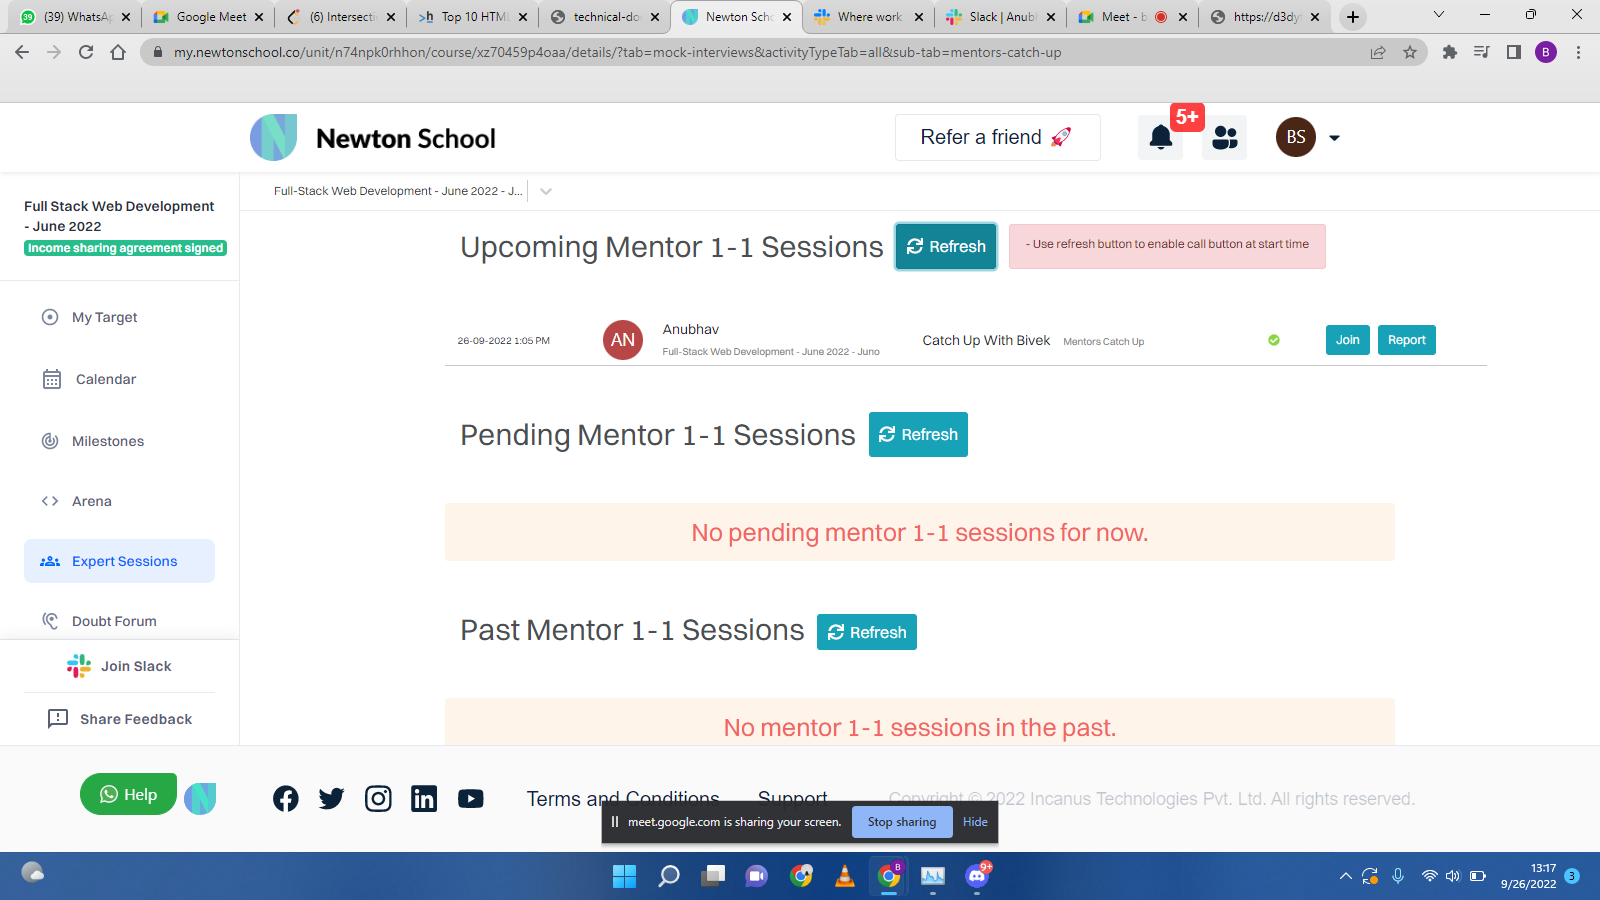 (39) WhatsAp
Google Meet
(6) Intersecti
Top 10 HTML
technical-do
Newton Scho
Where work
Slack | Anubh
Meet - b
https://d3dy
my.newtonschool.co/unit/n74npk0rhhon/course/xz70459p4oaa/details/?tab=mock-interviews&activityTypeTab=all&sub-tab=mentors-catch-up
B
Newton School
Refer a friend 🚀
5+
BS
Full-Stack Web Development - June 2022 - J...
Full Stack Web Development
- June 2022
Income sharing agreement signed
My Target
Calendar
Milestones
Arena
Expert Sessions
Doubt Forum
Join Slack
Share Feedback
Upcoming Mentor 1-1 Sessions
Refresh
- Use refresh button to enable call button at start time
26-09-2022 1:05 PM
AN
Anubhav
Full-Stack Web Development - June 2022 - Juno
Catch Up With Bivek
Mentors Catch Up
Join
Report
Pending Mentor 1-1 Sessions
Refresh
No pending mentor 1-1 sessions for now.
Past Mentor 1-1 Sessions
Refresh
No mentor 1-1 sessions in the past.
Help
Terms and Conditions
Support
Copyright © 2022 Incanus Technologies Pvt. Ltd. All rights reserved.
meet.google.com is sharing your screen.
Stop sharing
Hide
B
9+
13:17
9/26/2022
3